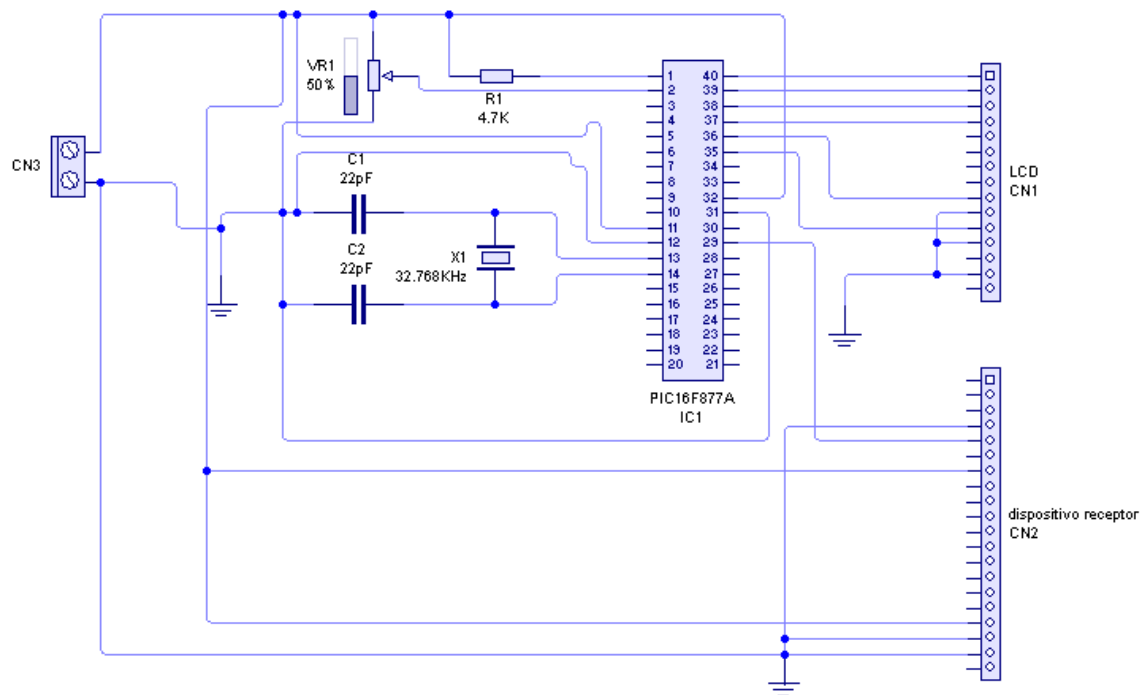 VR1
50%
R1
4.7K
CN3
C1
22pF
C2
22pF
X1
32.768KHz
1 40
2 39
3 38
4 37
5 36
6 35
7 34
8 33
9 32
10 31
11 30
12 29
13 28
14 27
15 26
16 25
17 24
18 23
19 22
20 21
PIC16F877A
IC1
LCD
CN1
dispositivo receptor
CN2